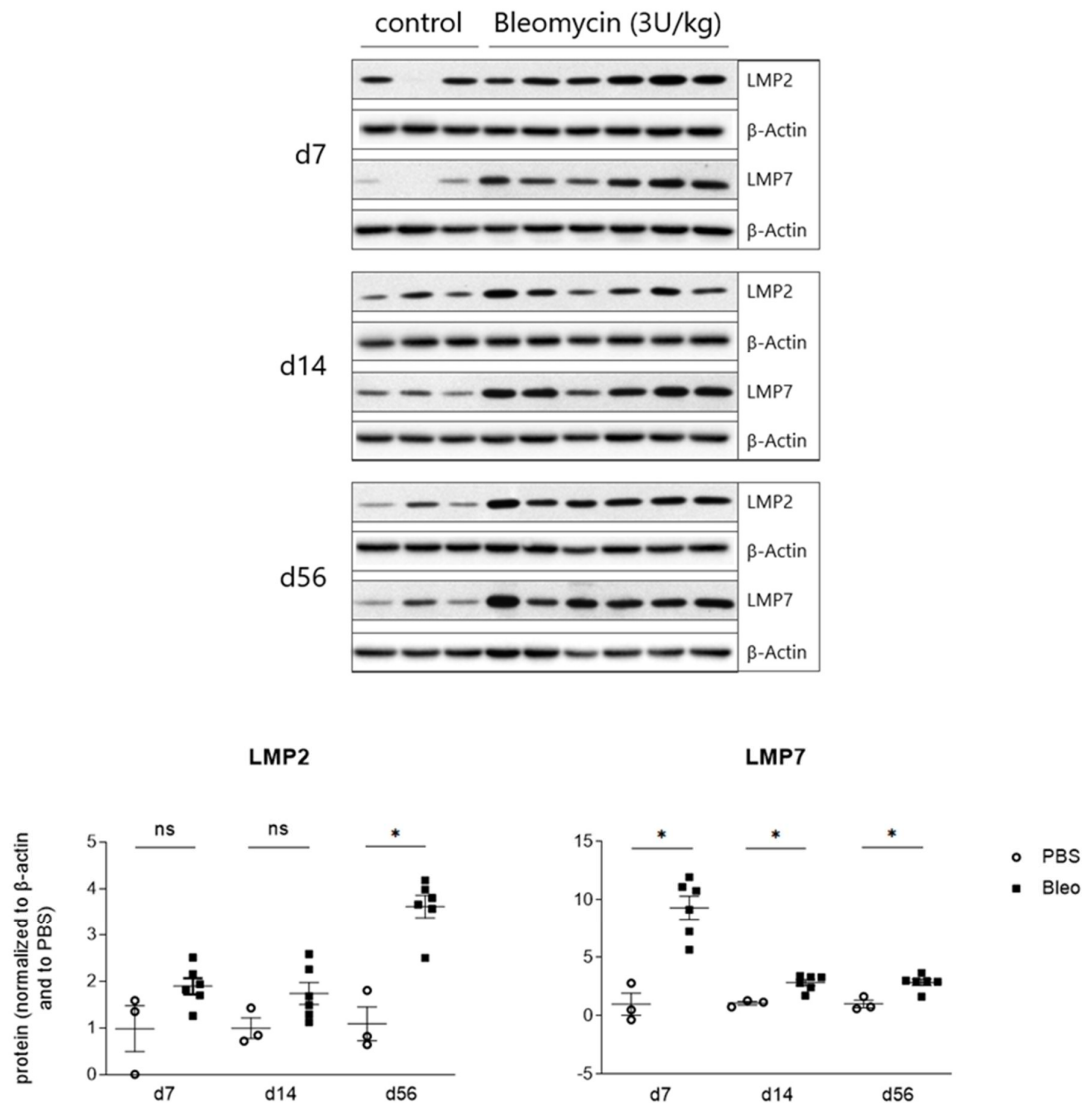 control Bleomycin (3U/kg)
LMP2
β-Actin
d7
LMP7
β-Actin
LMP2
β-Actin
d14
LMP7
β-Actin
LMP2
β-Actin
d56
LMP7
β-Actin
LMP2
LMP7
protein (normalized to β-actin
and to PBS)
ns ns *
5
4
3
2
1
0
d7 d14 d56
* * *
15
10
5
0
-5
d7 d14 d56
PBS
Bleo